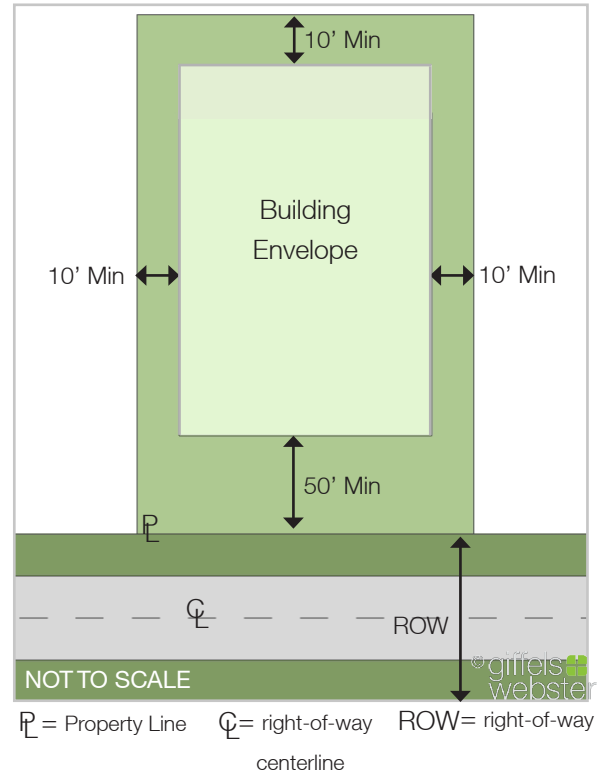 10’ Min
Building
Envelope
10’ Min
10’ Min
50’ Min
PL
CL
ROW
NOT TO SCALE
© giffels
webster
PL = Property Line CL = right-of-way ROW= right-of-way
centerline